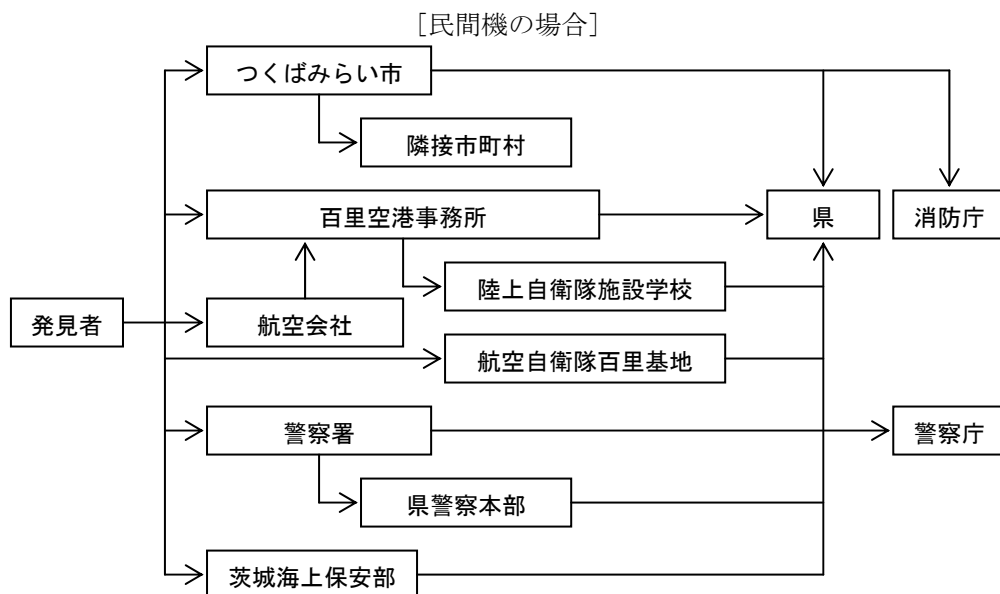 ［民間機の場合］
つくばみらい市
隣接市町村
百里空港事務所
県
消防庁
陸上自衛隊施設学校
発見者
航空会社
航空自衛隊百里基地
警察署
警察庁
県警察本部
茨城海上保安部